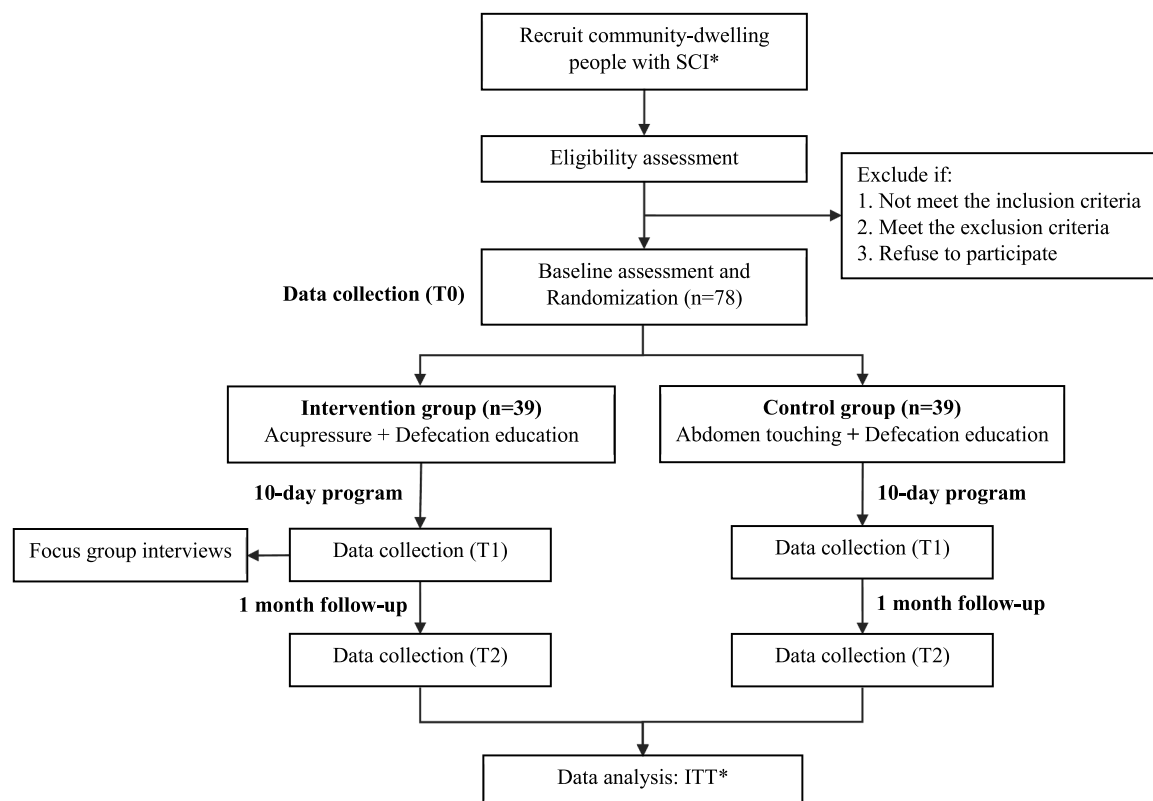 Recruit community-dwelling
people with SCI*
Eligibility assessment
Exclude if:
1. Not meet the inclusion criteria
2. Meet the exclusion criteria
3. Refuse to participate
Data collection (T0)
Baseline assessment and
Randomization (n=78)
Intervention group (n=39)
Acupressure + Defecation education
Control group (n=39)
Abdomen touching + Defecation education
10-day program
10-day program
Focus group interviews
Data collection (T1)
Data collection (T1)
1 month follow-up
1 month follow-up
Data collection (T2)
Data collection (T2)
Data analysis: ITT*